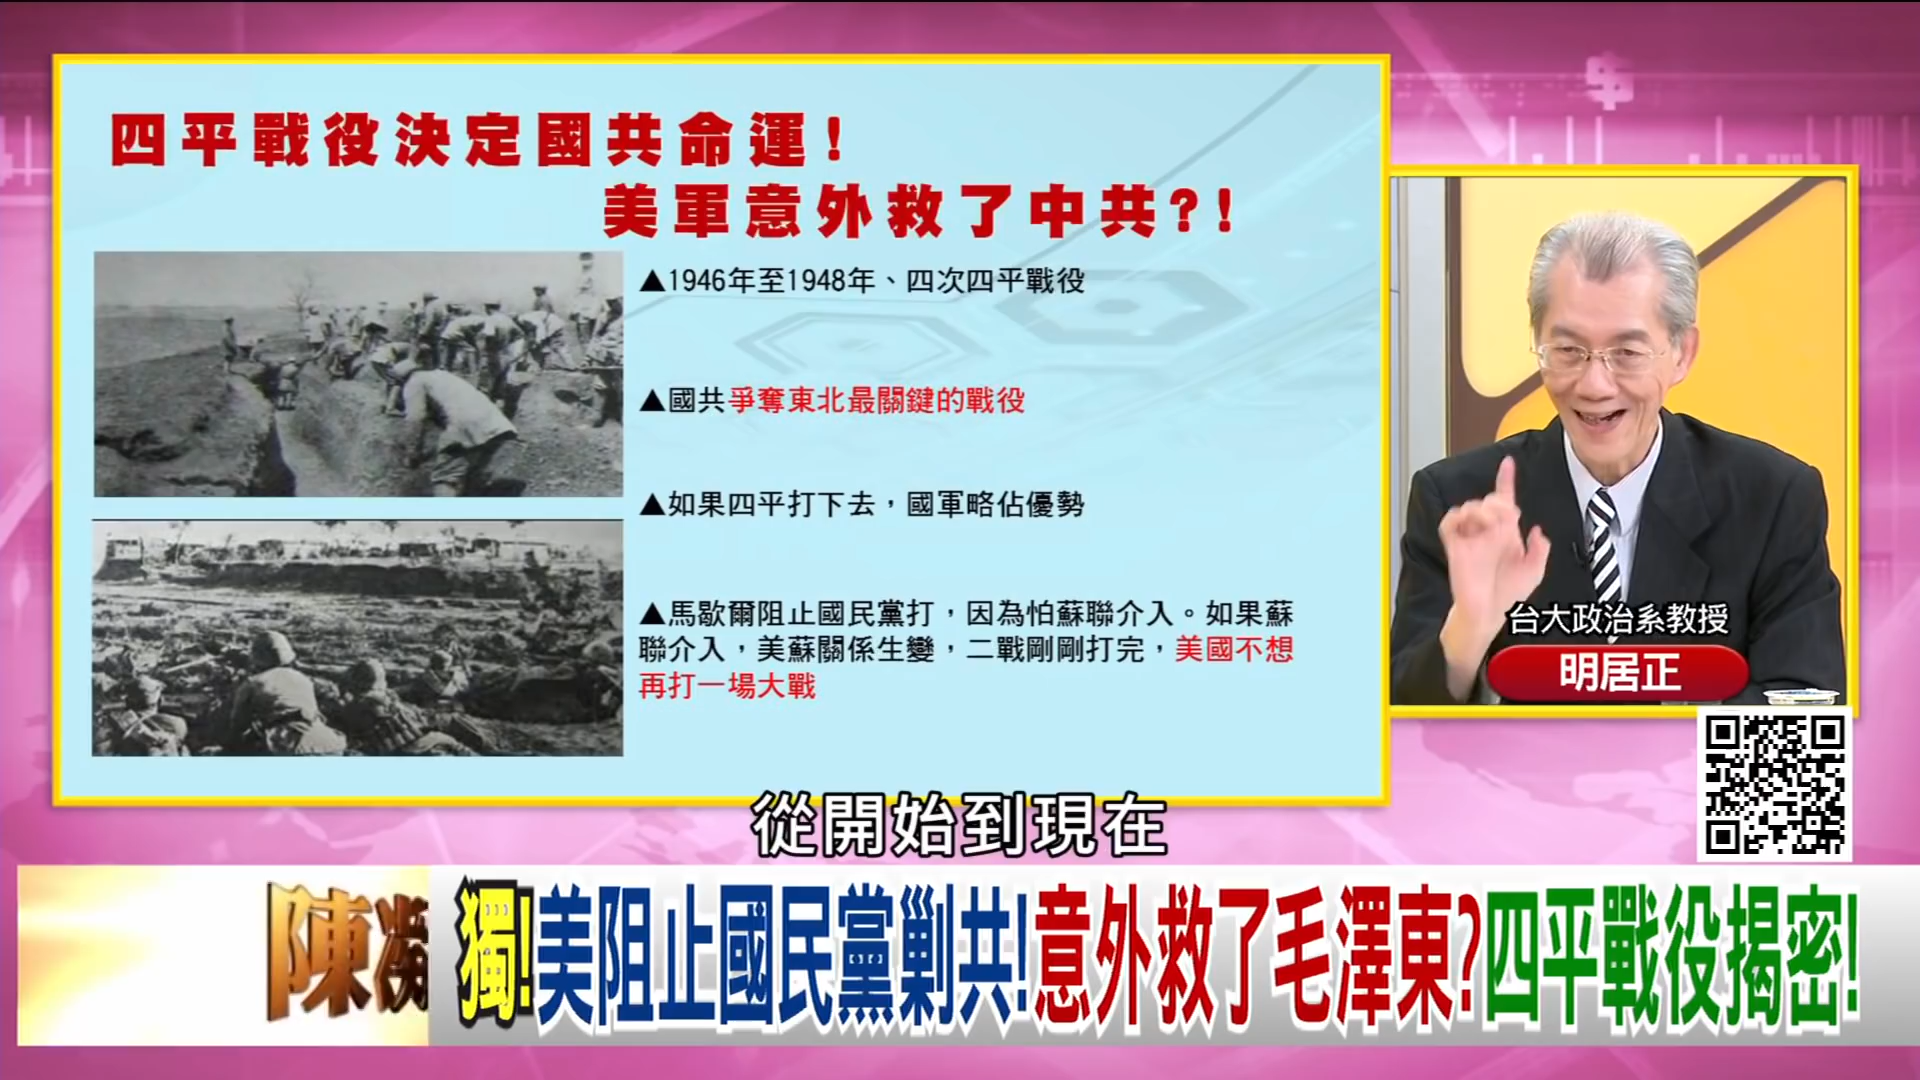 四平戰役決定國共命運!
美軍意外救了中共?!
▲1946年至1948年、四次四平戰役
▲國共爭奪東北最關鍵的戰役
▲如果四平打下去，國軍略佔優勢
▲馬歇爾阻止國民黨打，因為怕蘇聯介入。如果蘇
聯介入，美蘇關係生變，二戰剛剛打完，美國不想
再打一場大戰
台大政治系教授
明居正
從開始到現在
陳凝
獨!美阻止國民黨剿共!意外救了毛澤東?四平戰役揭密!